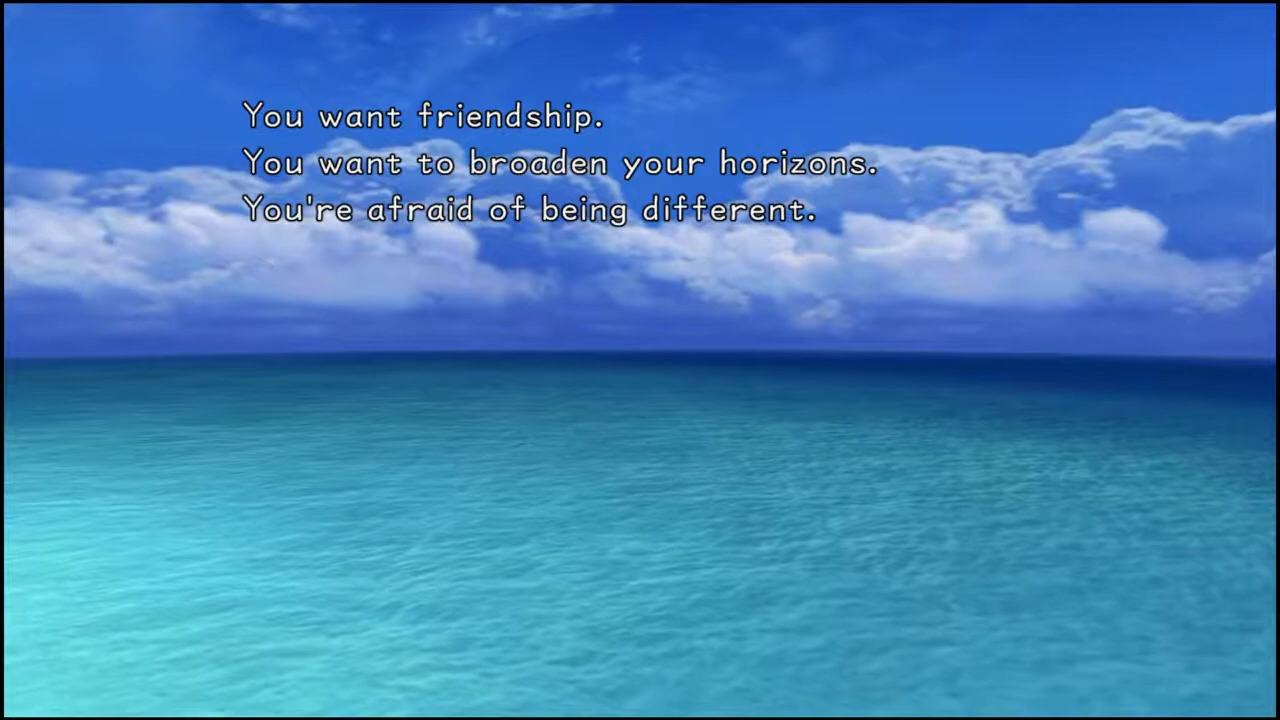 You want friendship.
You want to broaden your horizons.
You're afraid of being different.